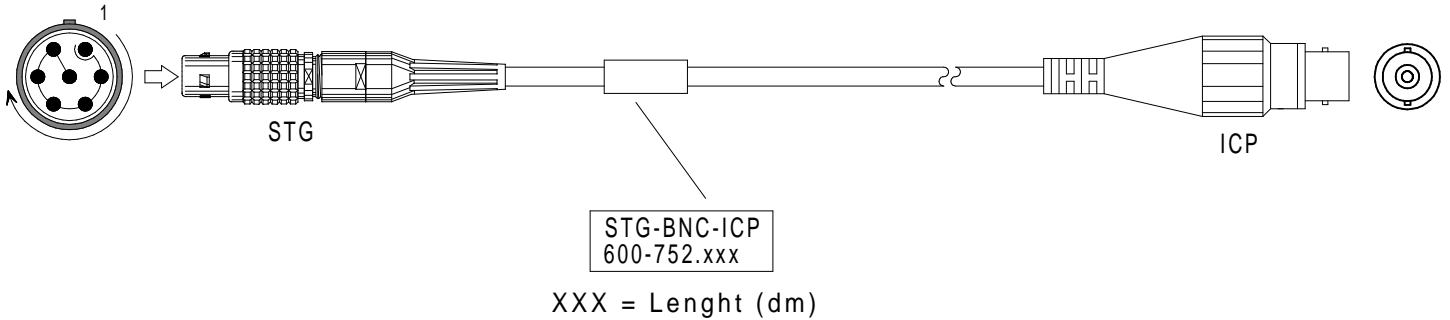 1
STG
ICP
STG-BNC-ICP
600-752.xxx
XXX = Lenght (dm)